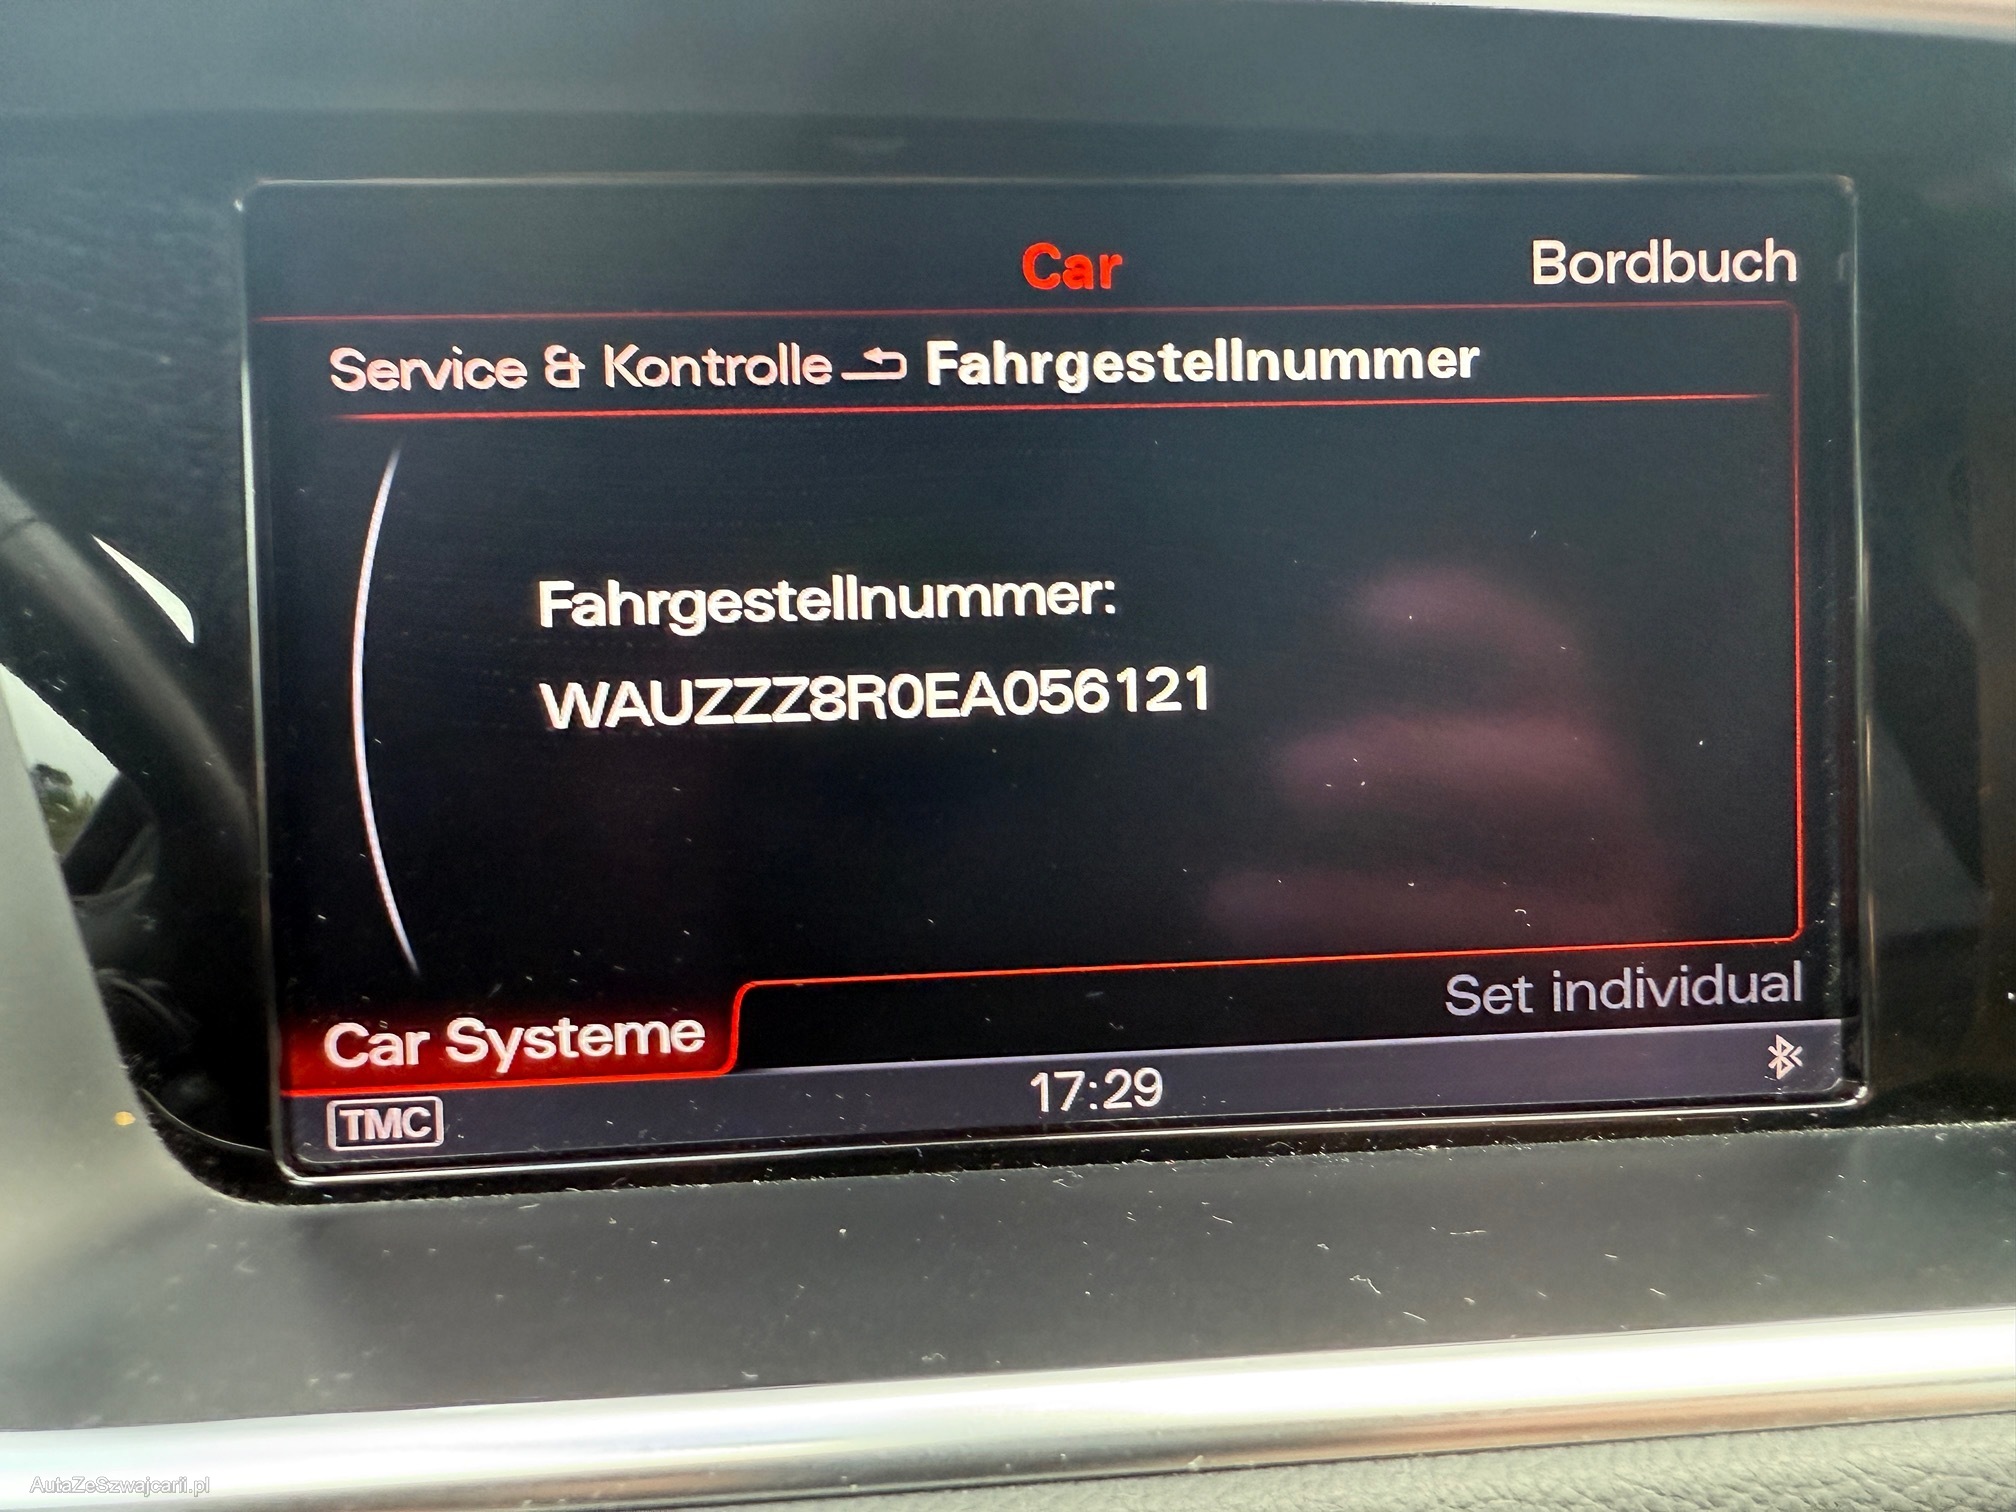 Car
Bordbuch
Service & Kontrolle Fahrgestellnummer
Fahrgestellnummer:
WAUZZZ8R0EA056121
Set individual
Car Systeme
TMC
17:29
AutaZeSzwajcarii.pl